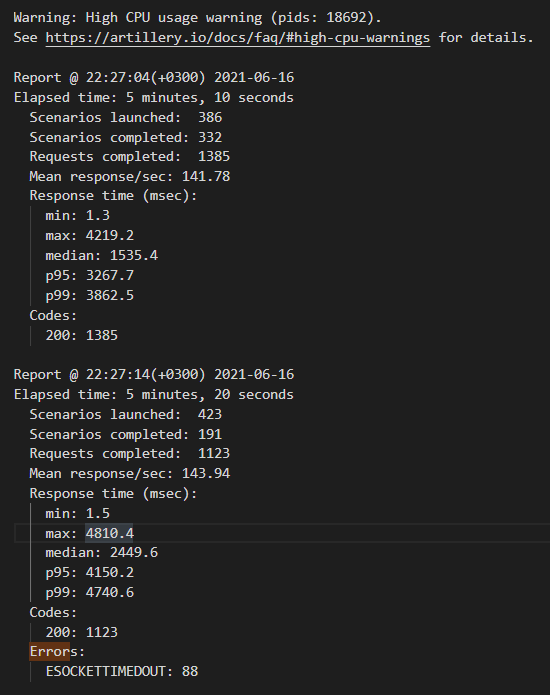 Warning: High CPU usage warning (pids: 18692).
See https://artillery.io/docs/faq/#high-cpu-warnings for details.
Report @ 22:27:04(+0300) 2021-06-16
Elapsed time: 5 minutes, 10 seconds
Scenarios launched: 386
Scenarios completed: 332
Requests completed: 1385
Mean response/sec: 141.78
Response time (msec):
min: 1.3
max: 4219.2
median: 1535.4
p95: 3267.7
p99: 3862.5
Codes:
200: 1385
Report @ 22:27:14(+0300) 2021-06-16
Elapsed time: 5 minutes, 20 seconds
Scenarios launched: 423
Scenarios completed: 191
Requests completed: 1123
Mean response/sec: 143.94
Response time (msec):
min: 1.5
max: 4810.4
median: 2449.6
p95: 4150.2
p99: 4740.6
Codes:
200: 1123
Errors:
ESOCKETTIMEDOUT: 88